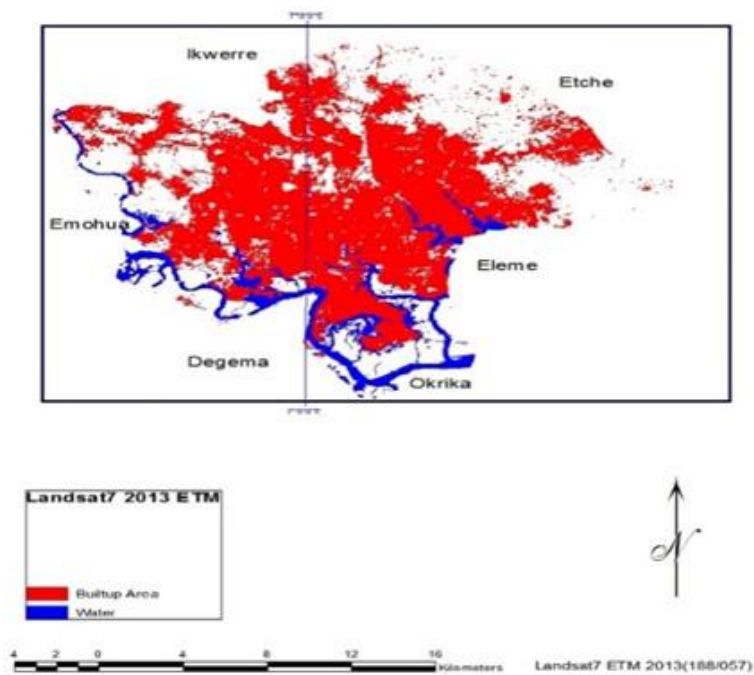 Ikwerre
Etche
Emohua
Eleme
Degema
Okrika
Landsat7 2013 ETM
Builtup Area
Water
N
4 2 0 4 8 12 16
Kilometers
Landsat7 ETM 2013(188/057)